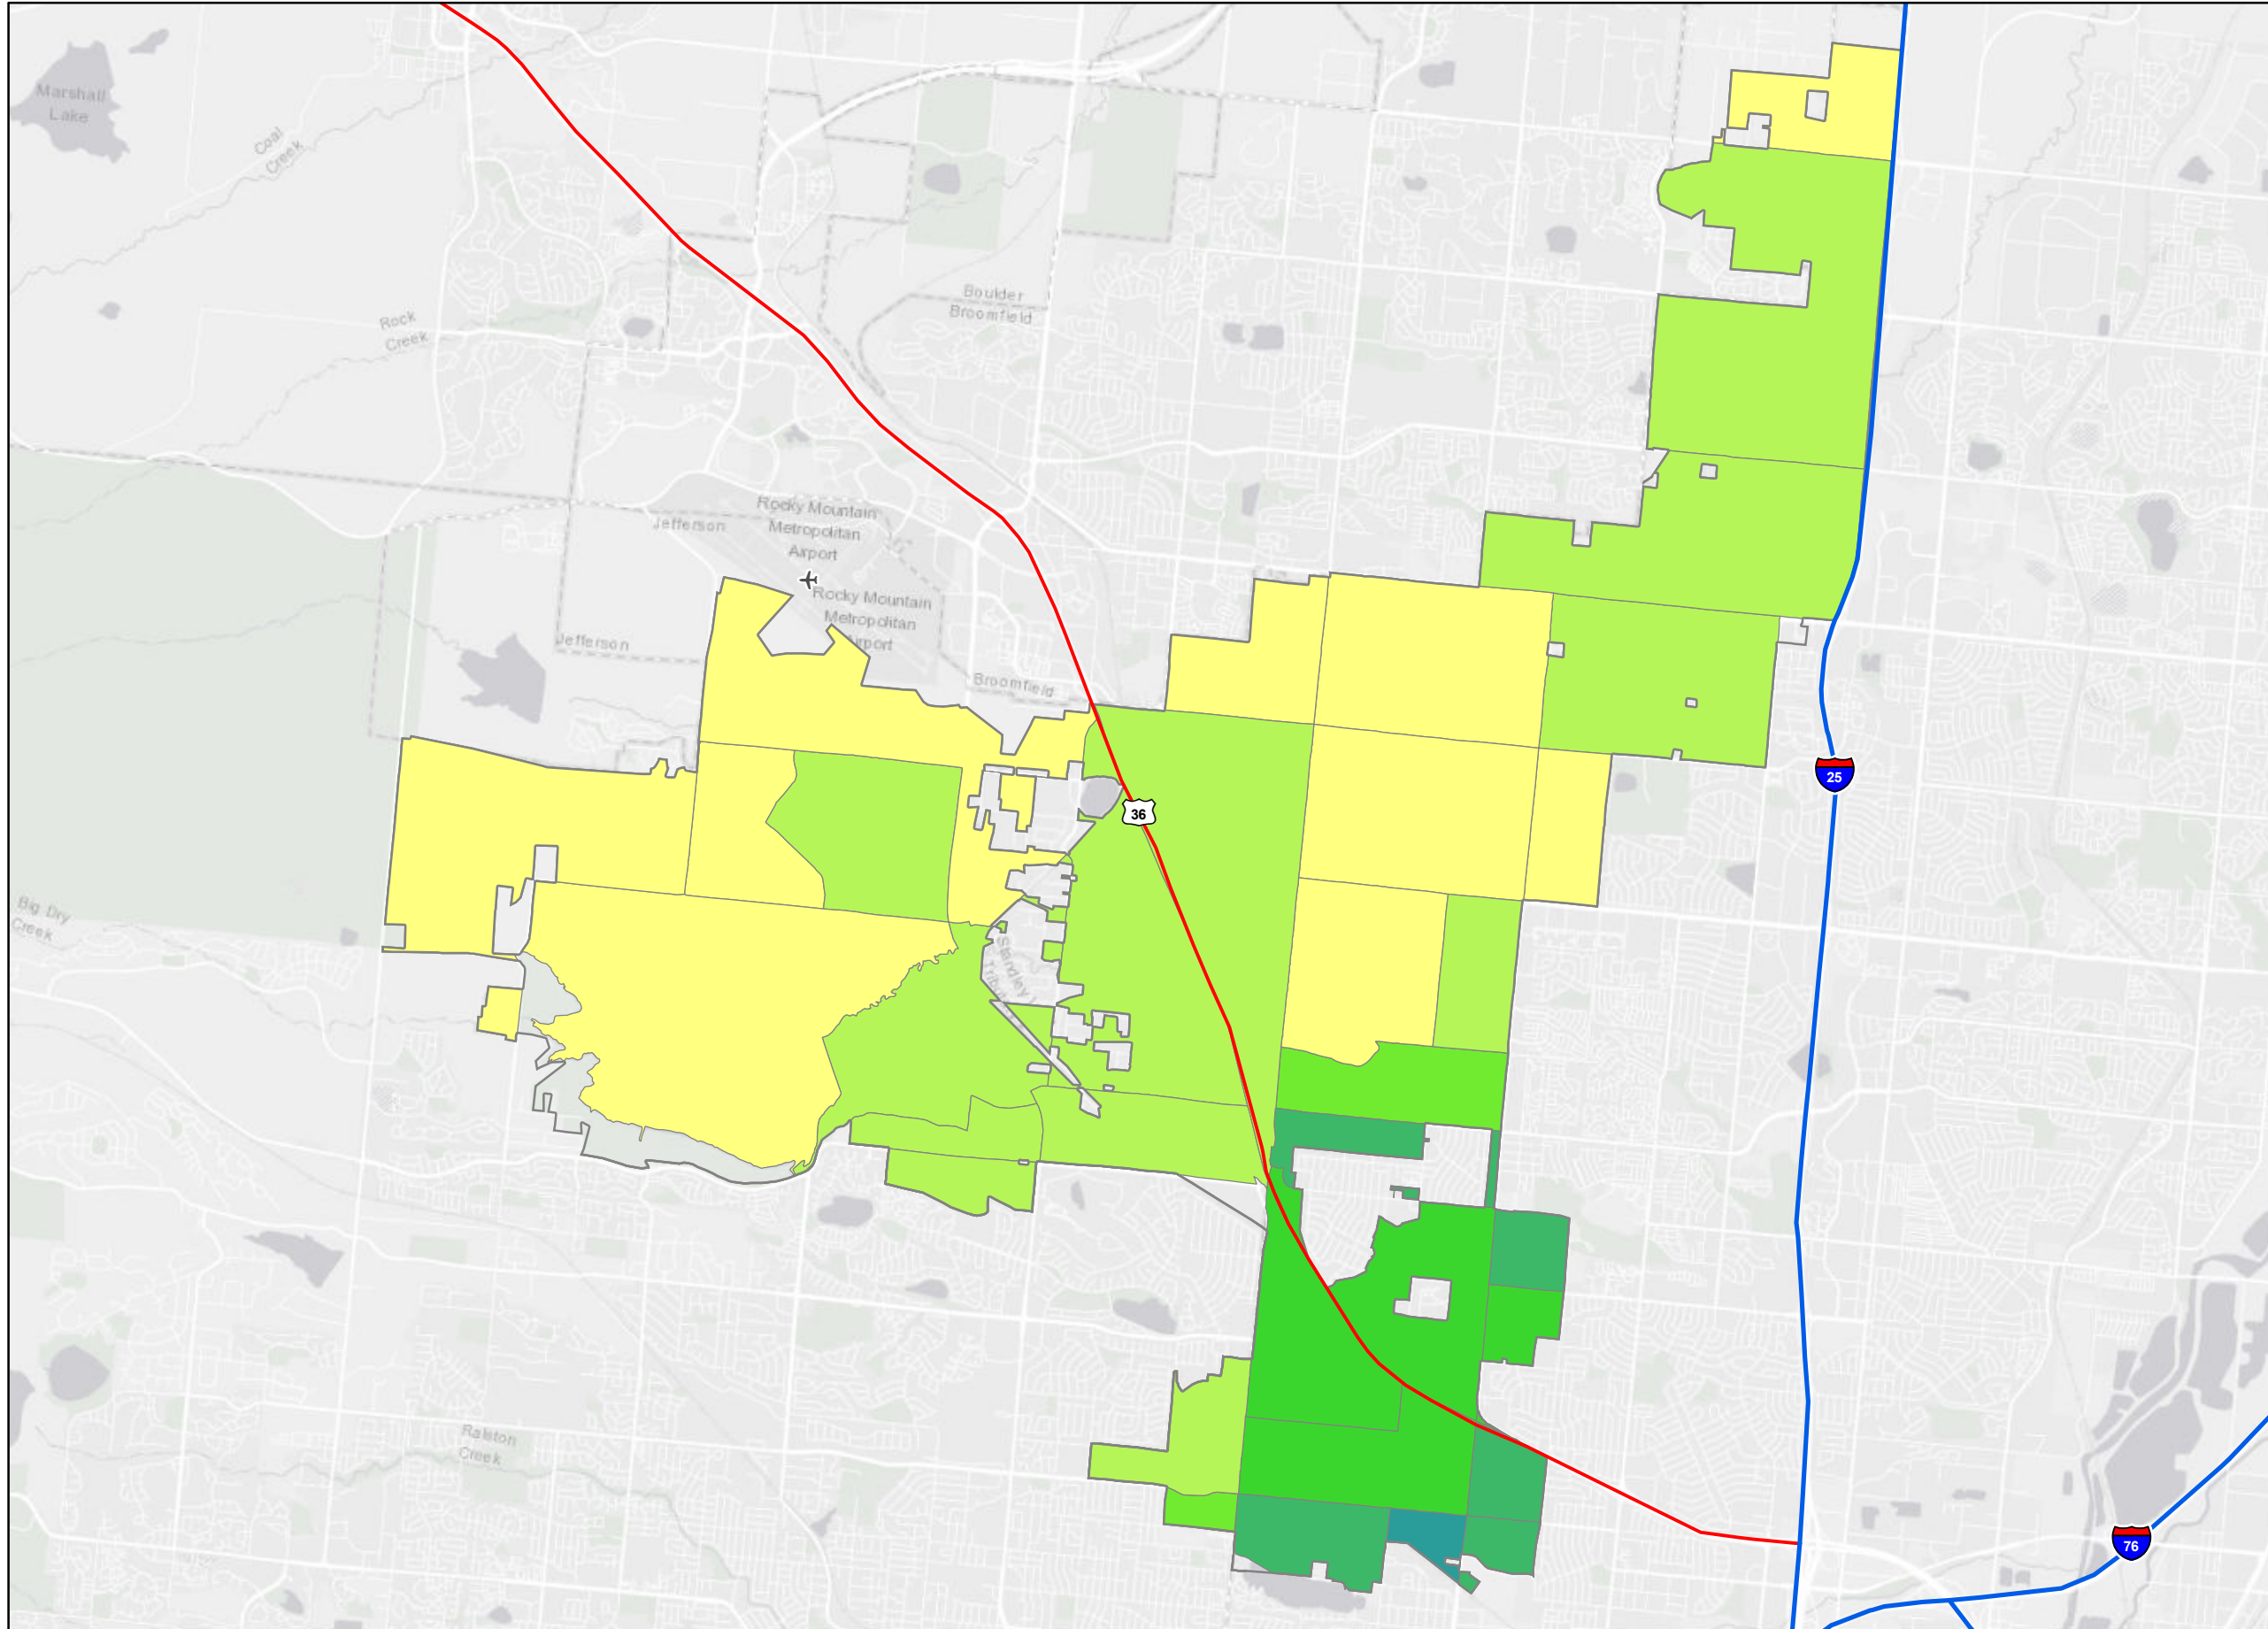 Marshall
Lake
Coal
Creek
Boulder
Broomfield
Rock
Creek
Rocky Mountain
Metropolitan
Airport
Jefferson
Rocky Mountain
Metropolitan
Airport
Jefferson
Broomfield
25
36
Big Dry
Creek
Standley
Ralston
Creek
76